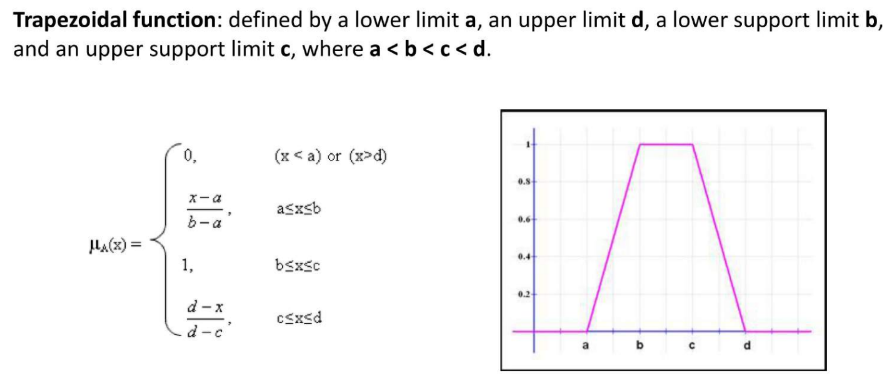 Trapezoidal function: defined by a lower limit a, an upper limit d, a lower support limit b,
and an upper support limit c, where a < b < c < d.
μA(x) =
0, (x < a) or (x>d)
x − a
b − a , a≤x≤b
1, b≤x≤c
d − x
d − c , c≤x≤d
1
0.8
0.6
0.4
0.2
a b c d